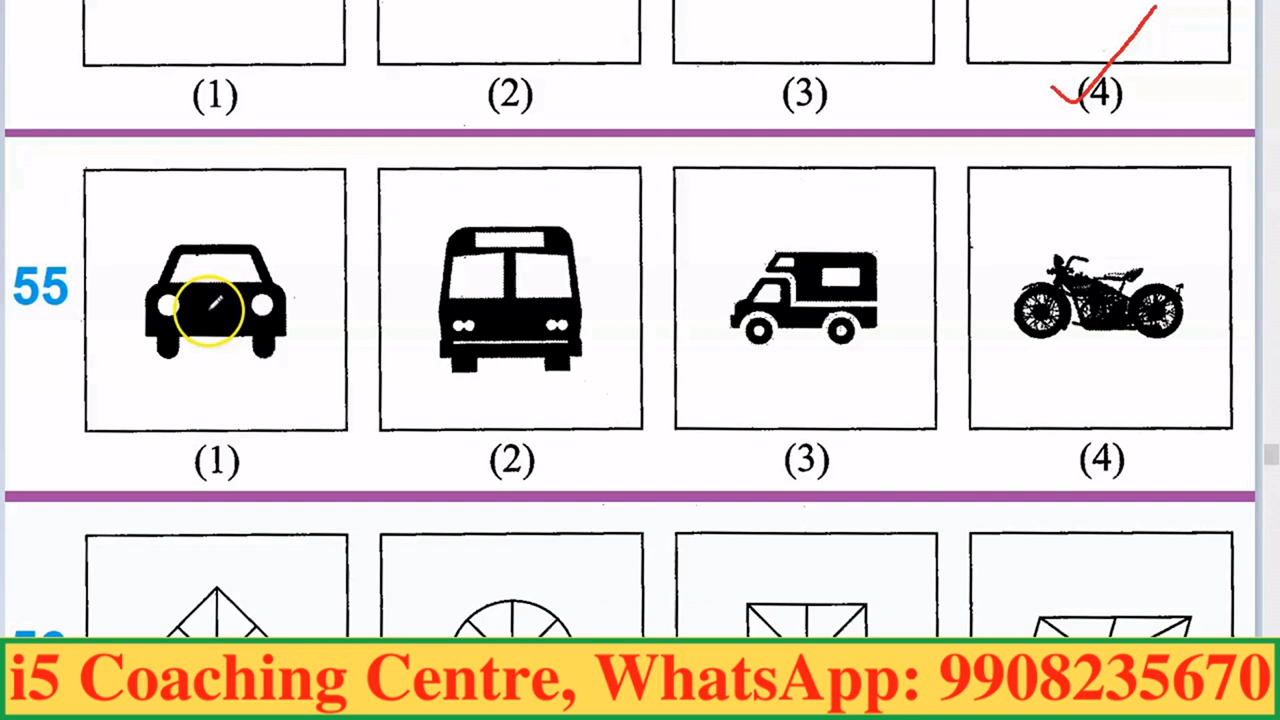 (1) (2) (3) (4)
55
(1) (2) (3) (4)
i5 Coaching Centre, WhatsApp: 9908235670